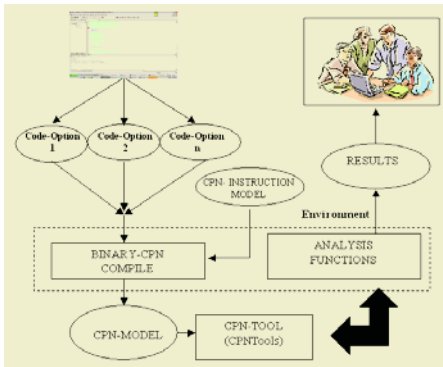 Code-Option
1
Code-Option
2
Code-Option
n
CPN- INSTRUCTION
MODEL
RESULTS
Environment
BINARY-CPN
COMPILE
ANALYSIS
FUNCTIONS
CPN-MODEL
CPN-TOOL
(CPNTools)